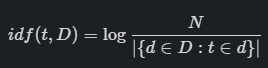 idf(t, D) = log N / |{d ∈ D : t ∈ d}|